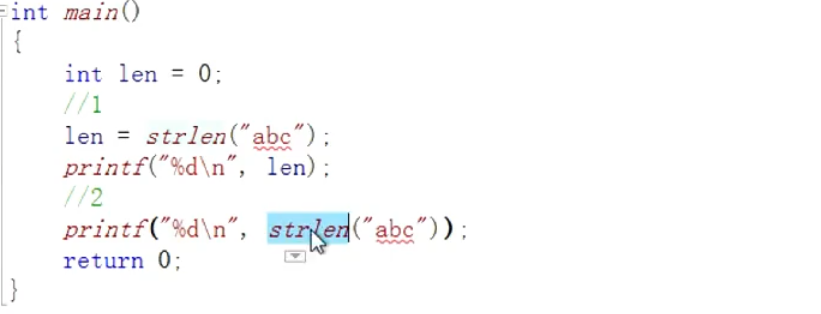 int main()
{
    int len = 0;
    //1
    len = strlen("abc");
    printf("%d\n", len);
    //2
    printf("%d\n", strlen("abc"));
    return 0;
}